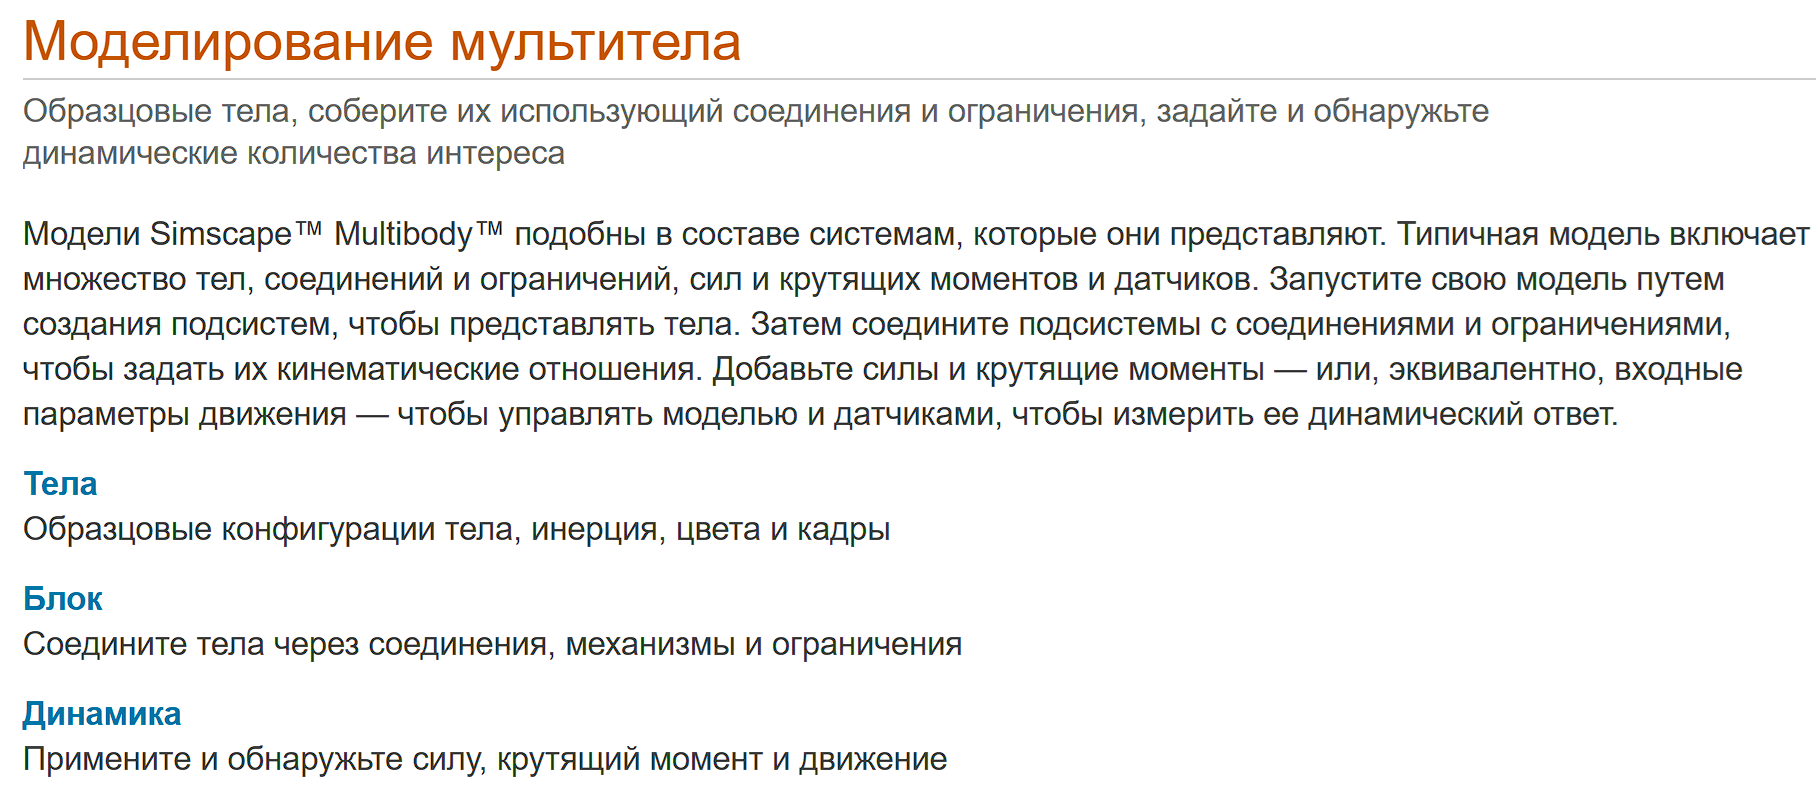 Моделирование мультитела
Образцовые тела, соберите их использующий соединения и ограничения, задайте и обнаружьте
динамические количества интереса
Модели Simscape™ Multibody™ подобны в составе системам, которые они представляют. Типичная модель включает
множество тел, соединений и ограничений, сил и крутящих моментов и датчиков. Запустите свою модель путем
создания подсистем, чтобы представлять тела. Затем соедините подсистемы с соединениями и ограничениями,
чтобы задать их кинематические отношения. Добавьте силы и крутящие моменты — или, эквивалентно, входные
параметры движения — чтобы управлять моделью и датчиками, чтобы измерить ее динамический ответ.
Тела
Образцовые конфигурации тела, инерция, цвета и кадры
Блок
Соедините тела через соединения, механизмы и ограничения
Динамика
Примените и обнаружьте силу, крутящий момент и движение